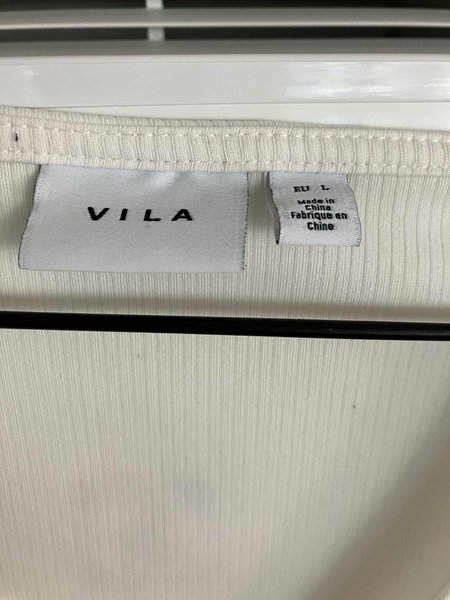 VILA
EU L
Made in
China
Fabrique en
Chine